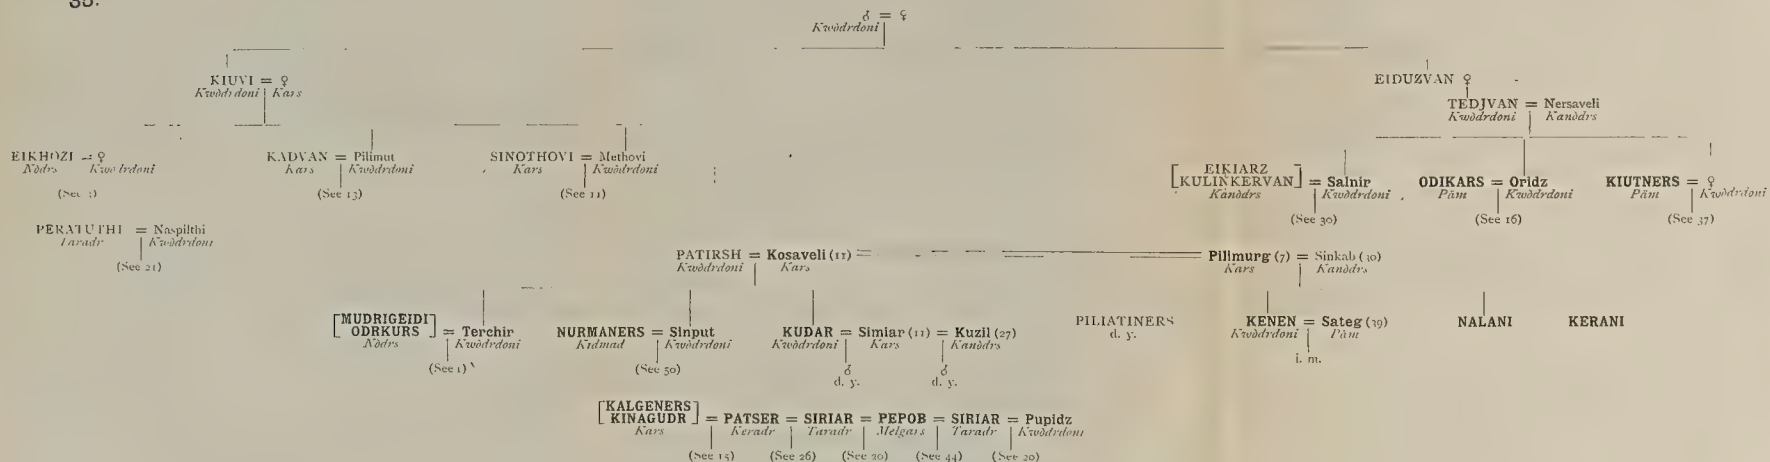 35.
♂ = ♀
Kwòdrdoni
KIUVI = ♀
Kwòdrdoni Kars
EIDUZVAN ♀
TEDJVAN = Nersaveli
Kwòdrdoni Kanòdrs
EIKHOZI = ♀
Nòdrs Kwòdrdoni
KADVAN = Pilimut
Kars Kwòdrdoni
SINOTHOVI = Methovi
Kars Kwòdrdoni
[EIKIARZ
KULINKERVAN] = Salnir
Kanòdrs Kwòdrdoni
ODIKARS = Oridz
Päm Kwòdrdoni
KIUTNERS = ♀
Päm Kwòdrdoni
(See 13)
(See 11)
(See 30)
(See 16)
(See 37)
PERATUTHI = Naspilthi
Taradr Kwòdrdoni
(See 21)
PATIRSH = Kosaveli (11) = Pilimurg (7) = Sinkab (30)
Kwòdrdoni Kars Kars Kanòdrs
[MUDRIGEIDI
ODRKURS] = Terchir
Nòdrs Kwòdrdoni
NURMANERS = Sinput
Kidmad Kwòdrdoni
KUDAR = Simiar (11) = Kuzil (27)
Kwòdrdoni Kars Kanòdrs
PILIATINERS
d. y.
KENEN = Sateg (39)
Kwòdrdoni Päm
NALANI
KERANI
(See 1)
(See 50)
♂ ♂
d. y. d. y.
i. m.
[KALGENERS
KINAGUDR] = PATSER = SIRIAR = PEPOB = SIRIAR = Pupidz
Kars Keradr Taradr Melgars Taradr Kwòdrdoni
(See 15) (See 26) (See 20) (See 44) (See 20)